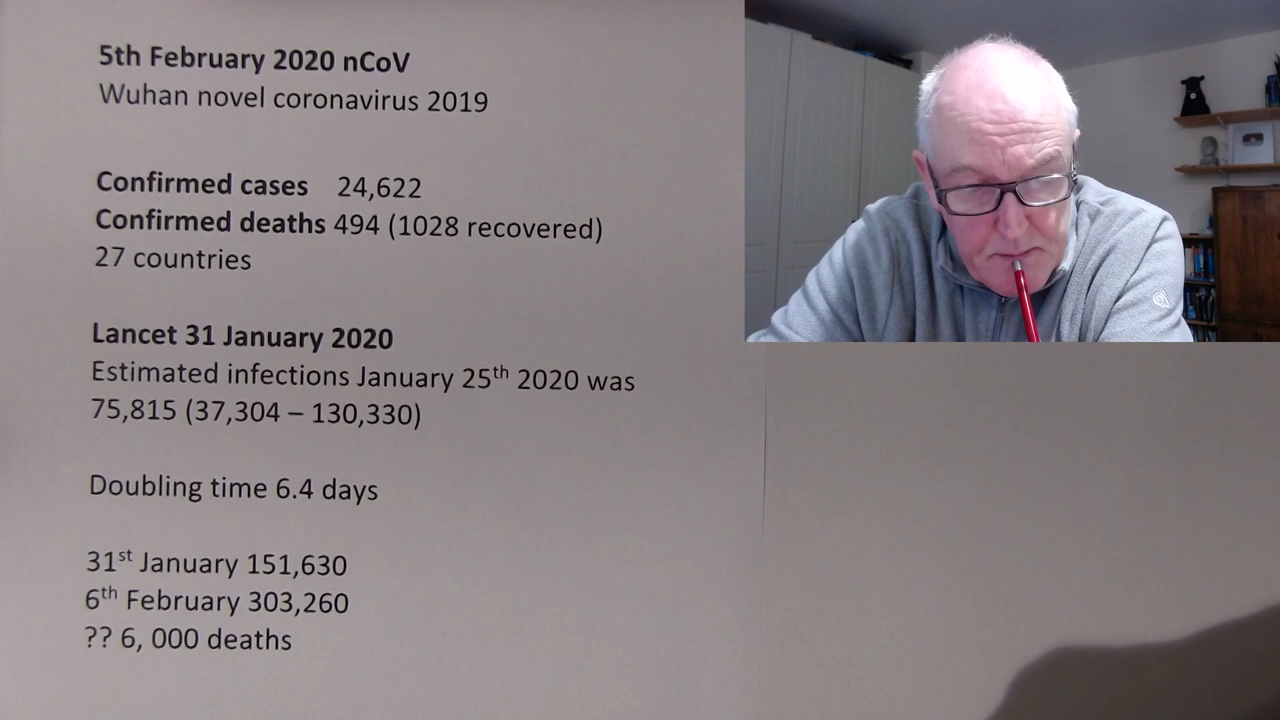 5th February 2020 nCoV
Wuhan novel coronavirus 2019
Confirmed cases 24,622
Confirmed deaths 494 (1028 recovered)
27 countries
Lancet 31 January 2020
Estimated infections January 25th 2020 was
75,815 (37,304 – 130,330)
Doubling time 6.4 days
31st January 151,630
6th February 303,260
?? 6, 000 deaths